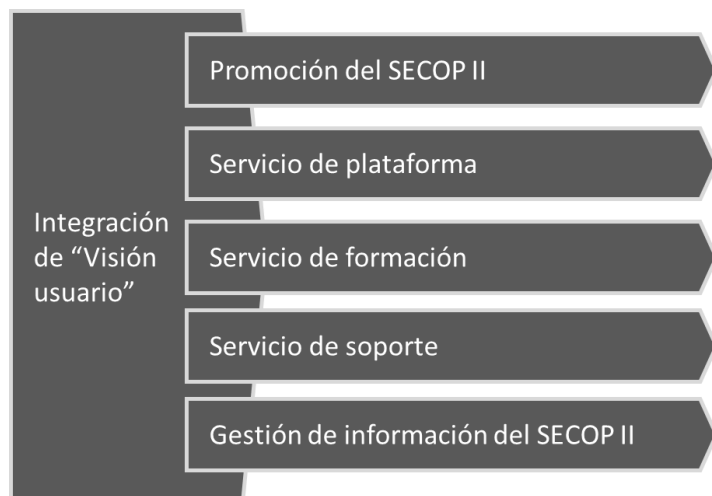 Promoción del SECOP II
Servicio de plataforma
Integración
de “Visión
usuario”
Servicio de formación
Servicio de soporte
Gestión de información del SECOP II